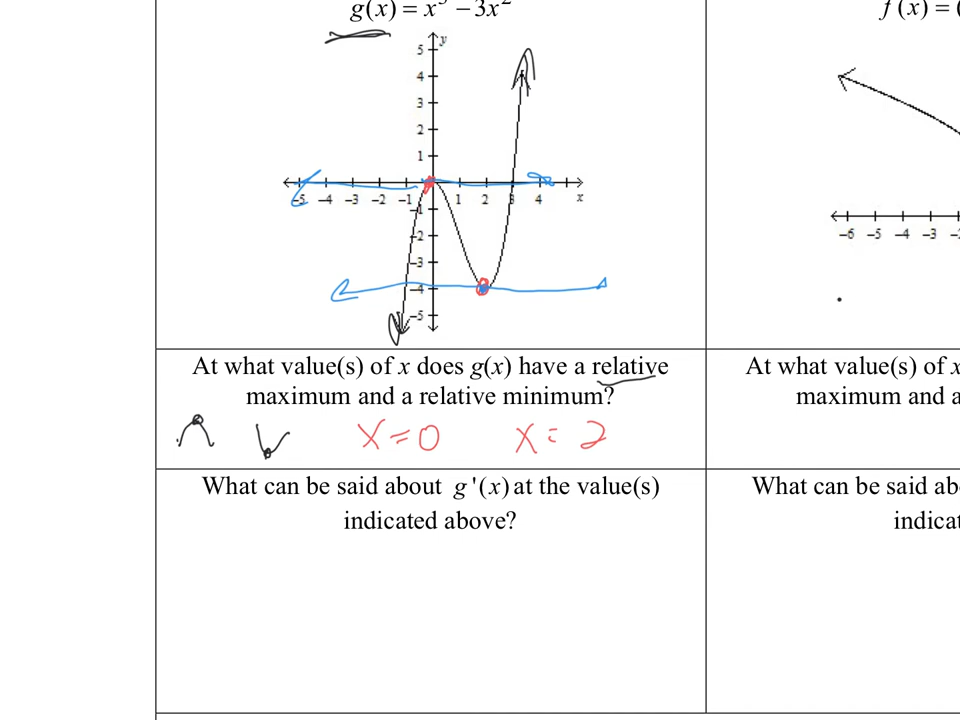 g(x) = x³ − 3x²
f(x) = (
y
5
4
3
2
1
-5 -4 -3 -2 -1 1 2 3 4 x
-1
-2
-3
-4
-5
-6 -5 -4 -3 -2
At what value(s) of x does g(x) have a relative
maximum and a relative minimum?
x = 0 x = 2
At what value(s) of x
maximum and a
What can be said about g '(x) at the value(s)
indicated above?
What can be said ab
indicat